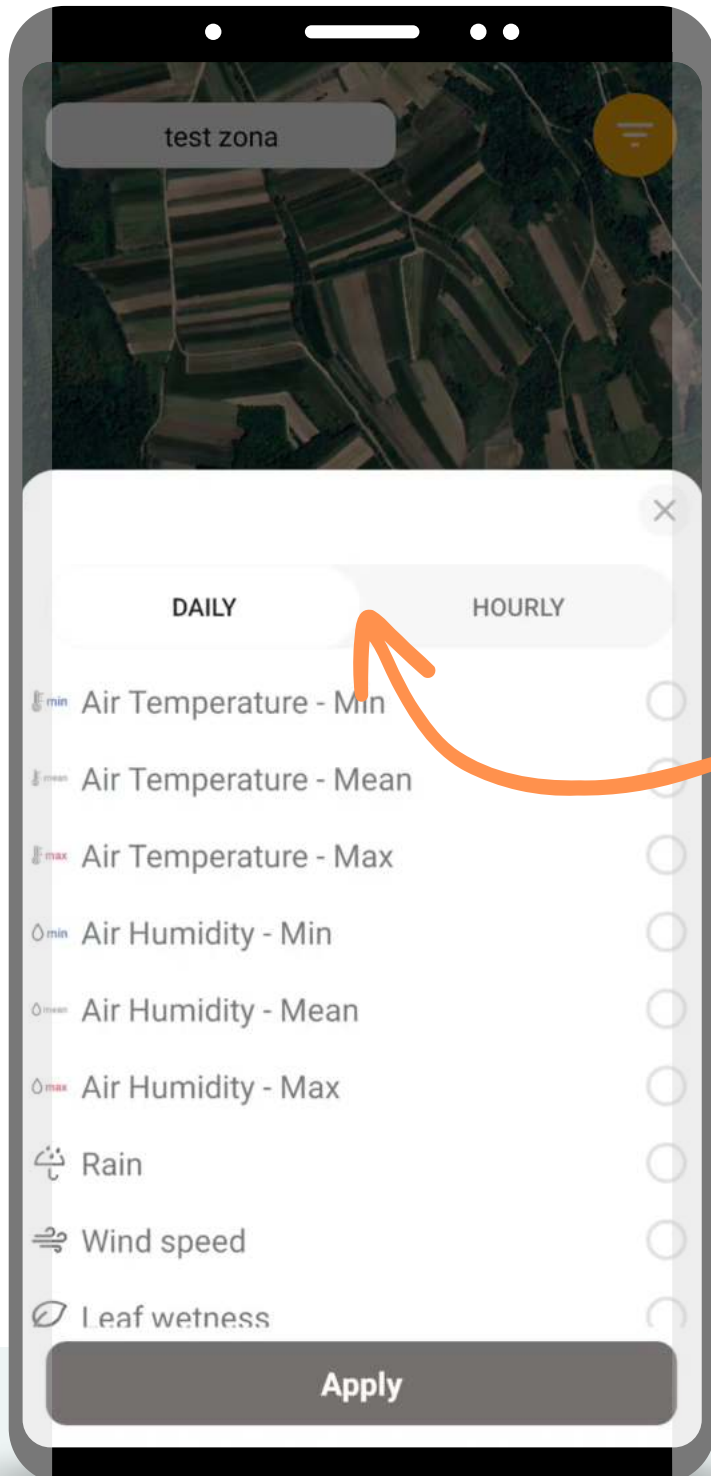 test zona
DAILY
HOURLY
min Air Temperature - Min
mean Air Temperature - Mean
max Air Temperature - Max
min Air Humidity - Min
mean Air Humidity - Mean
max Air Humidity - Max
Rain
Wind speed
Leaf wetness
Apply